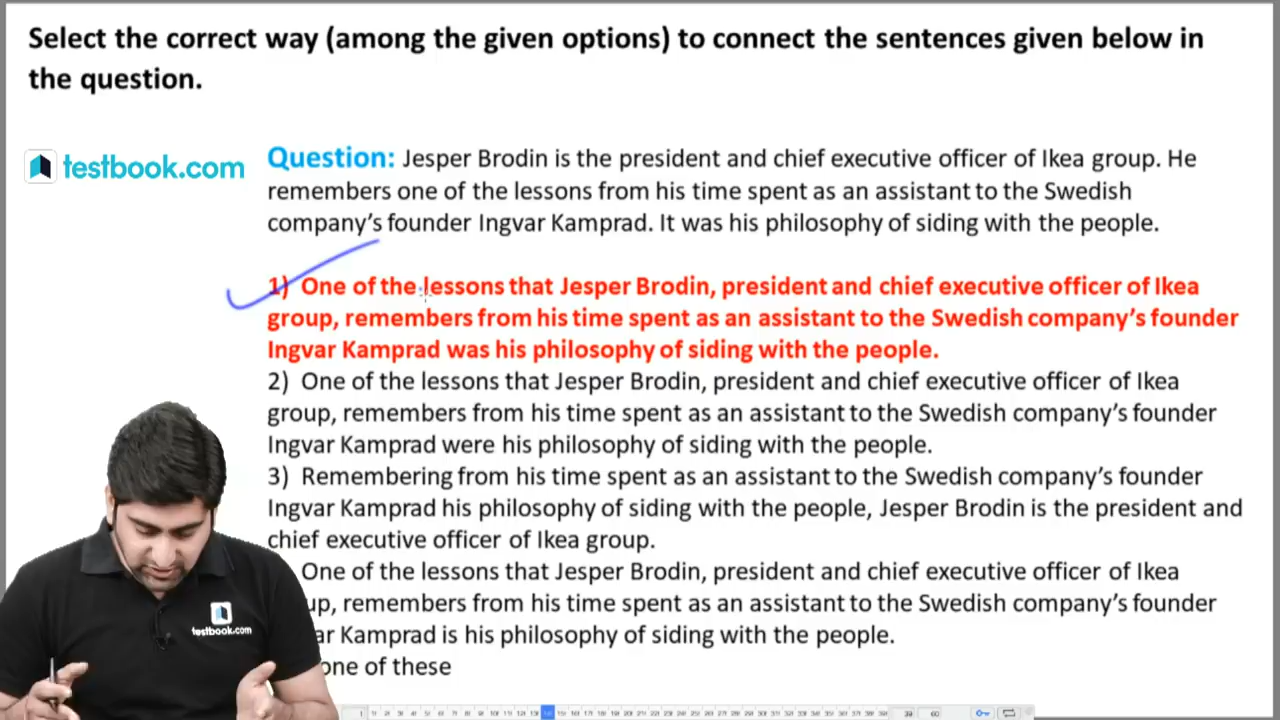 Select the correct way (among the given options) to connect the sentences given below in
the question.
testbook.com
Question: Jesper Brodin is the president and chief executive officer of Ikea group. He
remembers one of the lessons from his time spent as an assistant to the Swedish
company's founder Ingvar Kamprad. It was his philosophy of siding with the people.
1) One of the lessons that Jesper Brodin, president and chief executive officer of Ikea
group, remembers from his time spent as an assistant to the Swedish company's founder
Ingvar Kamprad was his philosophy of siding with the people.
2) One of the lessons that Jesper Brodin, president and chief executive officer of Ikea
group, remembers from his time spent as an assistant to the Swedish company's founder
Ingvar Kamprad were his philosophy of siding with the people.
3) Remembering from his time spent as an assistant to the Swedish company's founder
Ingvar Kamprad his philosophy of siding with the people, Jesper Brodin is the president and
chief executive officer of Ikea group.
One of the lessons that Jesper Brodin, president and chief executive officer of Ikea
up, remembers from his time spent as an assistant to the Swedish company's founder
ar Kamprad is his philosophy of siding with the people.
one of these
testbook.com
39 60